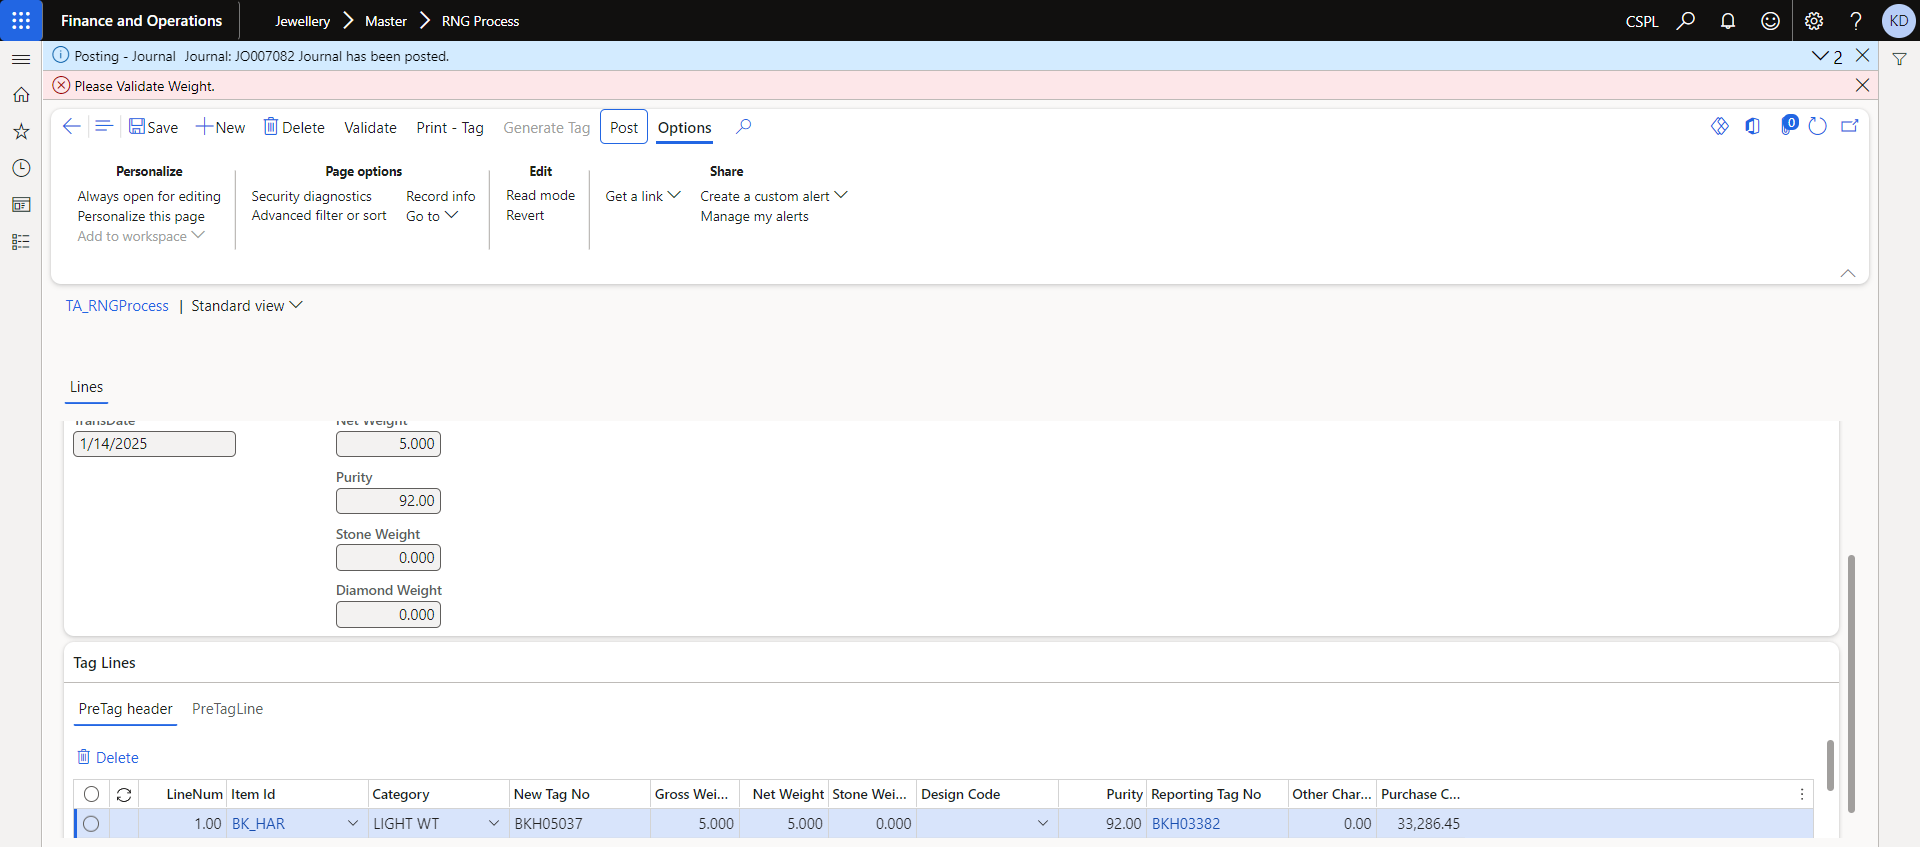 Finance and Operations Jewellery Master RNG Process CSPL KD
Posting - Journal Journal: JO007082 Journal has been posted. 2
Please Validate Weight.
Save New Delete Validate Print - Tag Generate Tag Post Options 0
Personalize Page options Edit Share
Always open for editing Security diagnostics Record info Read mode Get a link Create a custom alert
Personalize this page Advanced filter or sort Go to Revert Manage my alerts
Add to workspace
TA_RNGProcess | Standard view
Lines
TransDate Net Weight
1/14/2025 5.000
Purity
92.00
Stone Weight
0.000
Diamond Weight
0.000
Tag Lines
PreTag header PreTagLine
Delete
LineNum Item Id Category New Tag No Gross Wei... Net Weight Stone Wei... Design Code Purity Reporting Tag No Other Char... Purchase C...
1.00 BK_HAR LIGHT WT BKH05037 5.000 5.000 0.000 92.00 BKH03382 0.00 33,286.45